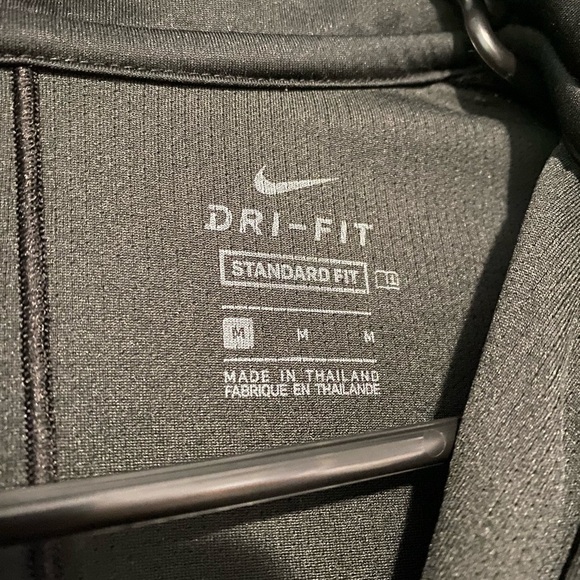 DRI-FIT
STANDARD FIT
M M M
MADE IN THAILAND
FABRIQUE EN THAILANDE